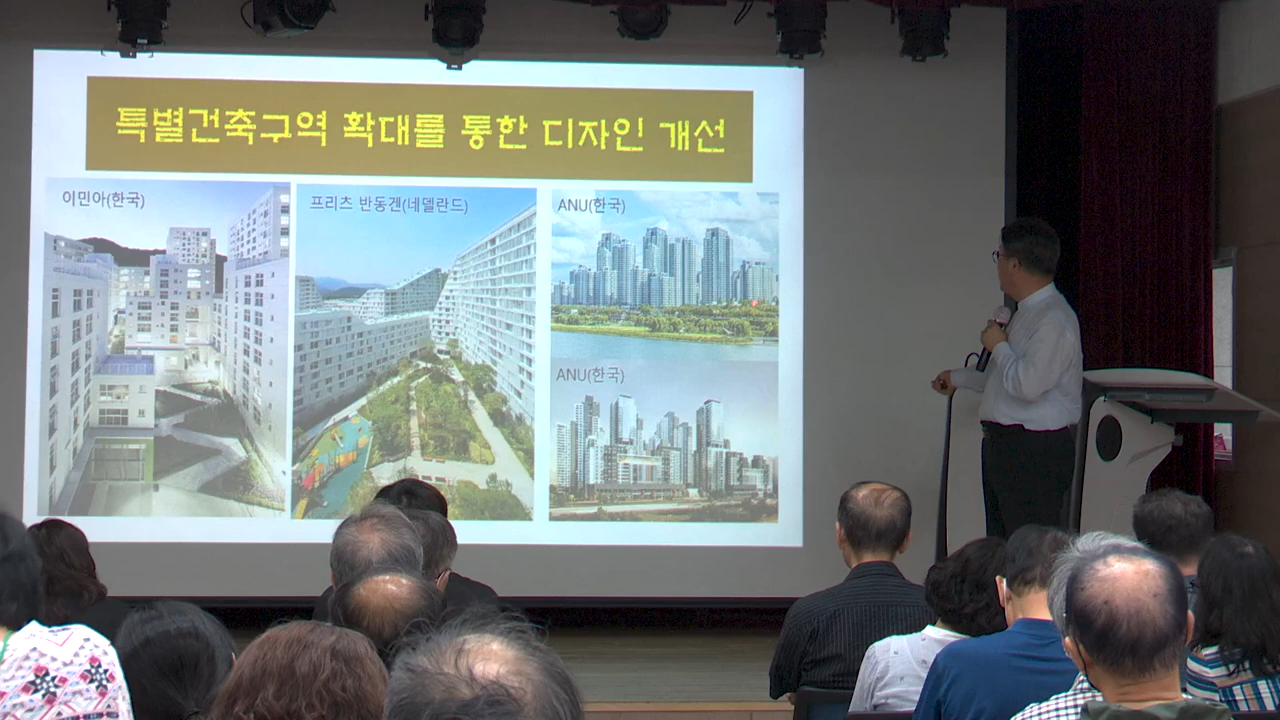 특별건축구역 확대를 통한 디자인 개선
이민아(한국)
프리츠 반동겐(네델란드)
ANU(한국)
ANU(한국)